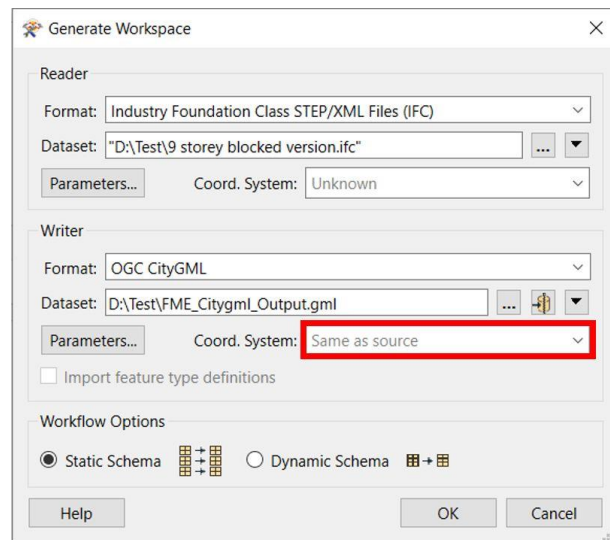 Generate Workspace
Reader
Format: Industry Foundation Class STEP/XML Files (IFC)
Dataset: "D:\Test\9 storey blocked version.ifc" ...
Parameters... Coord. System: Unknown
Writer
Format: OGC CityGML
Dataset: D:\Test\FME_Citygml_Output.gml ...
Parameters... Coord. System: Same as source
Import feature type definitions
Workflow Options
Static Schema Dynamic Schema
Help OK Cancel